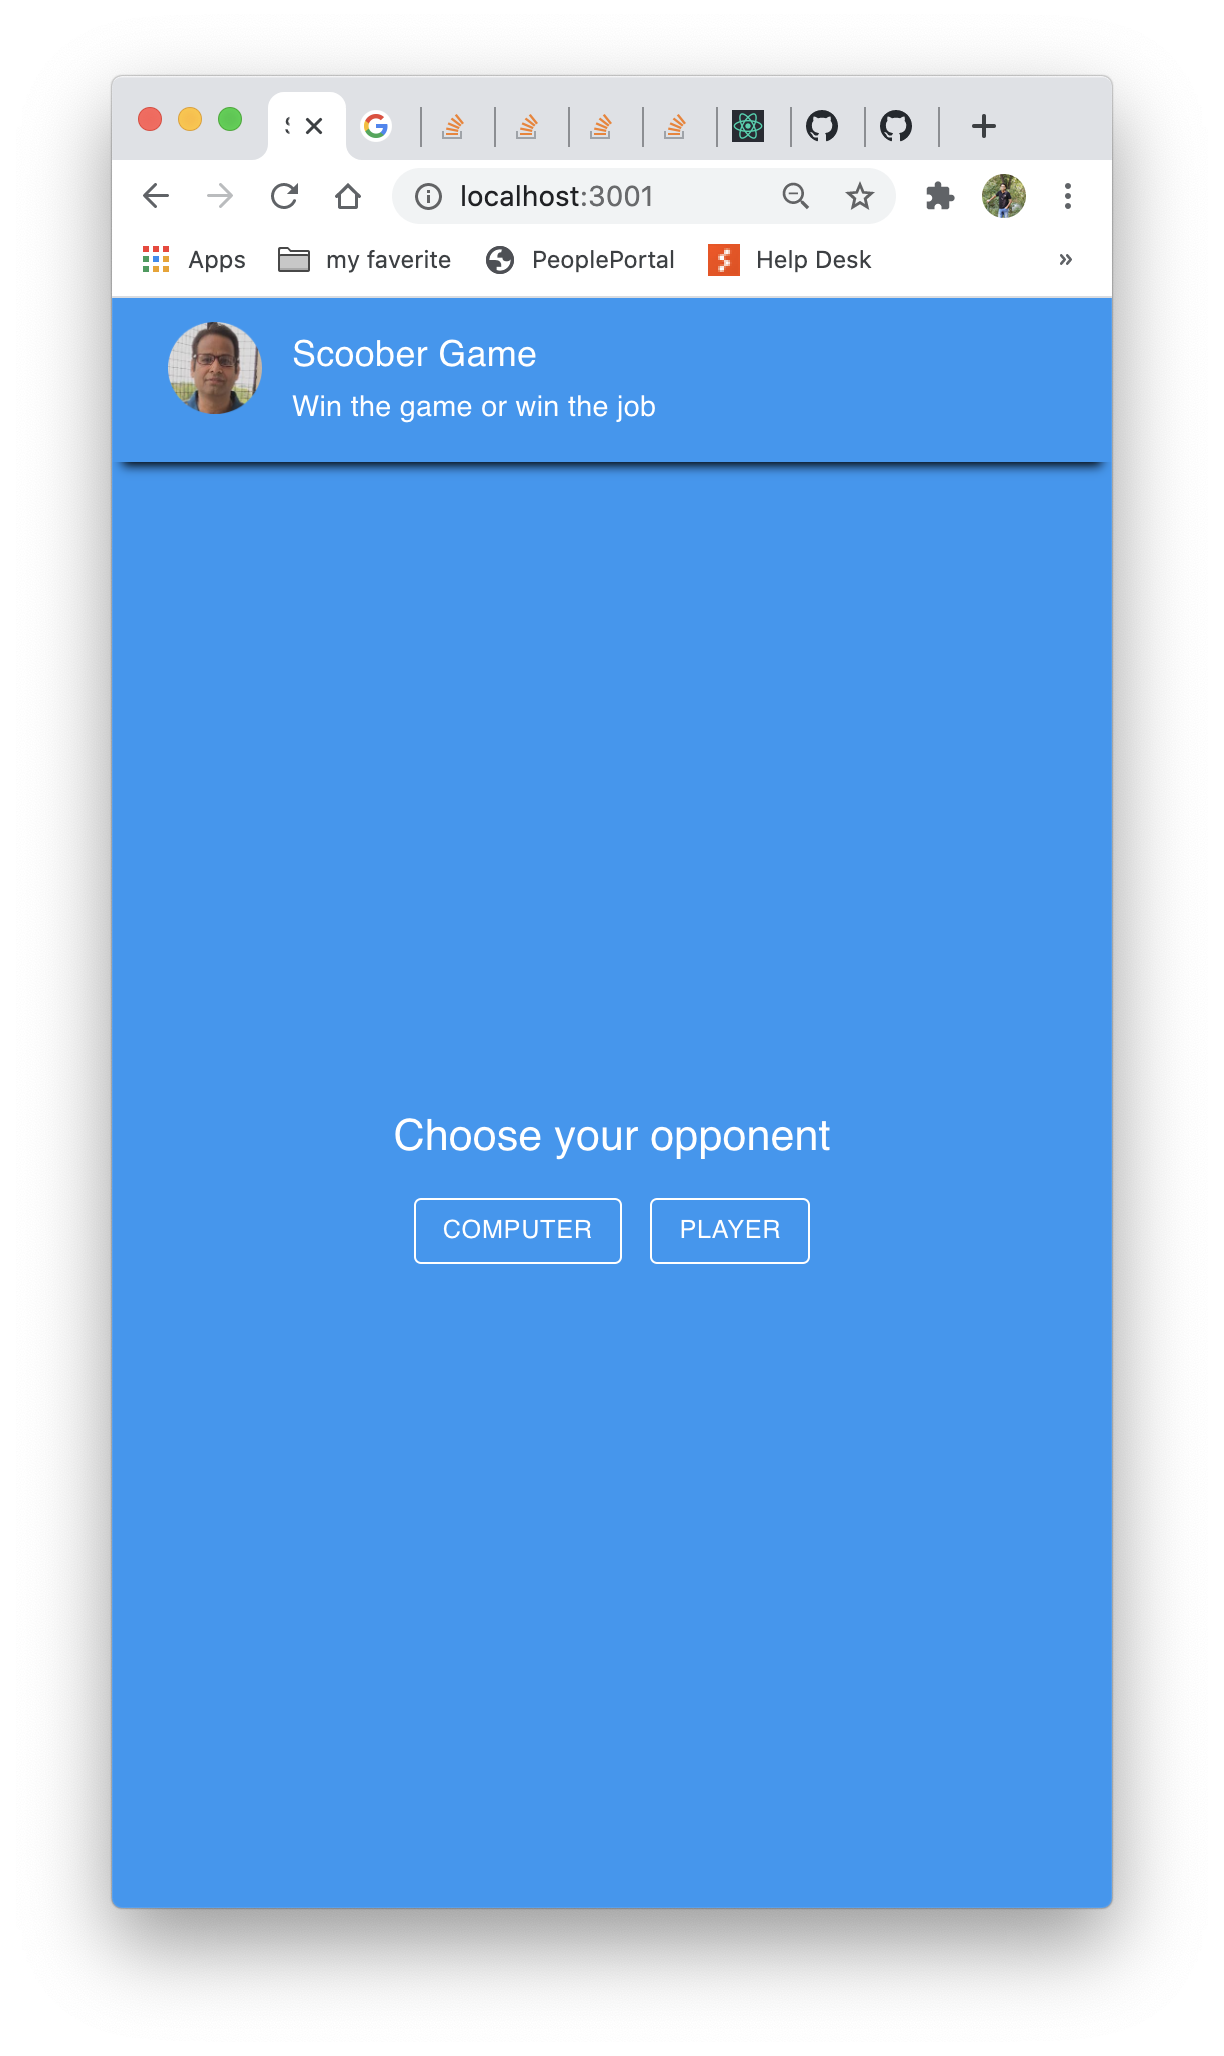 localhost:3001
Apps my faverite PeoplePortal Help Desk »
Scoober Game
Win the game or win the job
Choose your opponent
COMPUTER PLAYER